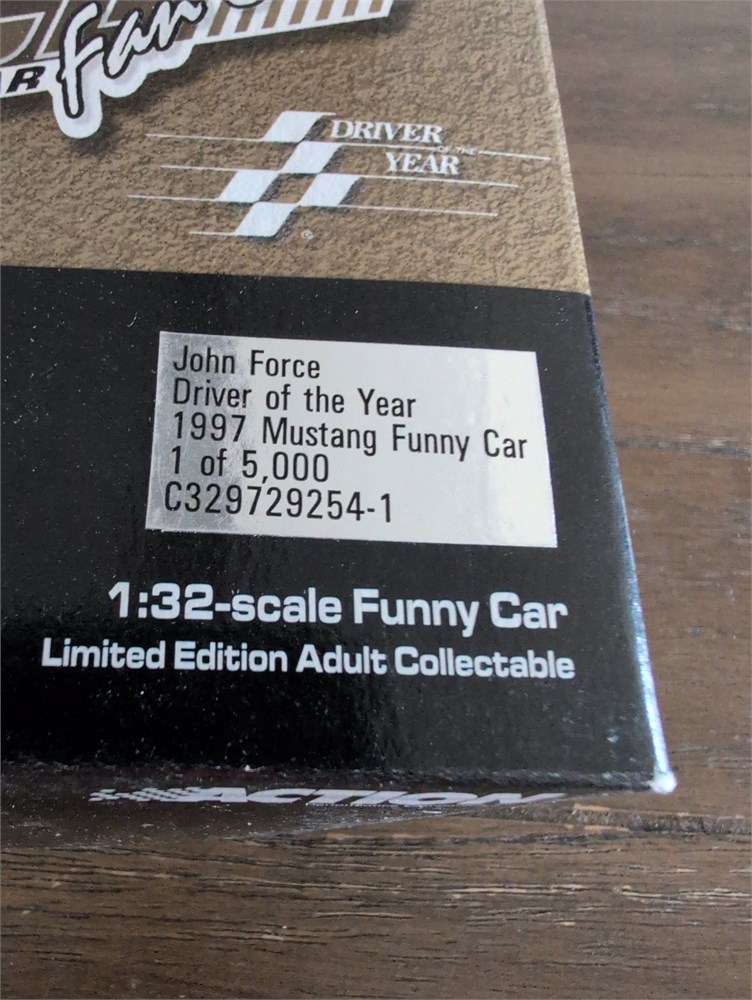 R Fan
DRIVER
OF THE
YEAR
®
John Force
Driver of the Year
1997 Mustang Funny Car
1 of 5,000
C329729254-1
1:32-scale Funny Car
Limited Edition Adult Collectable
ACTION